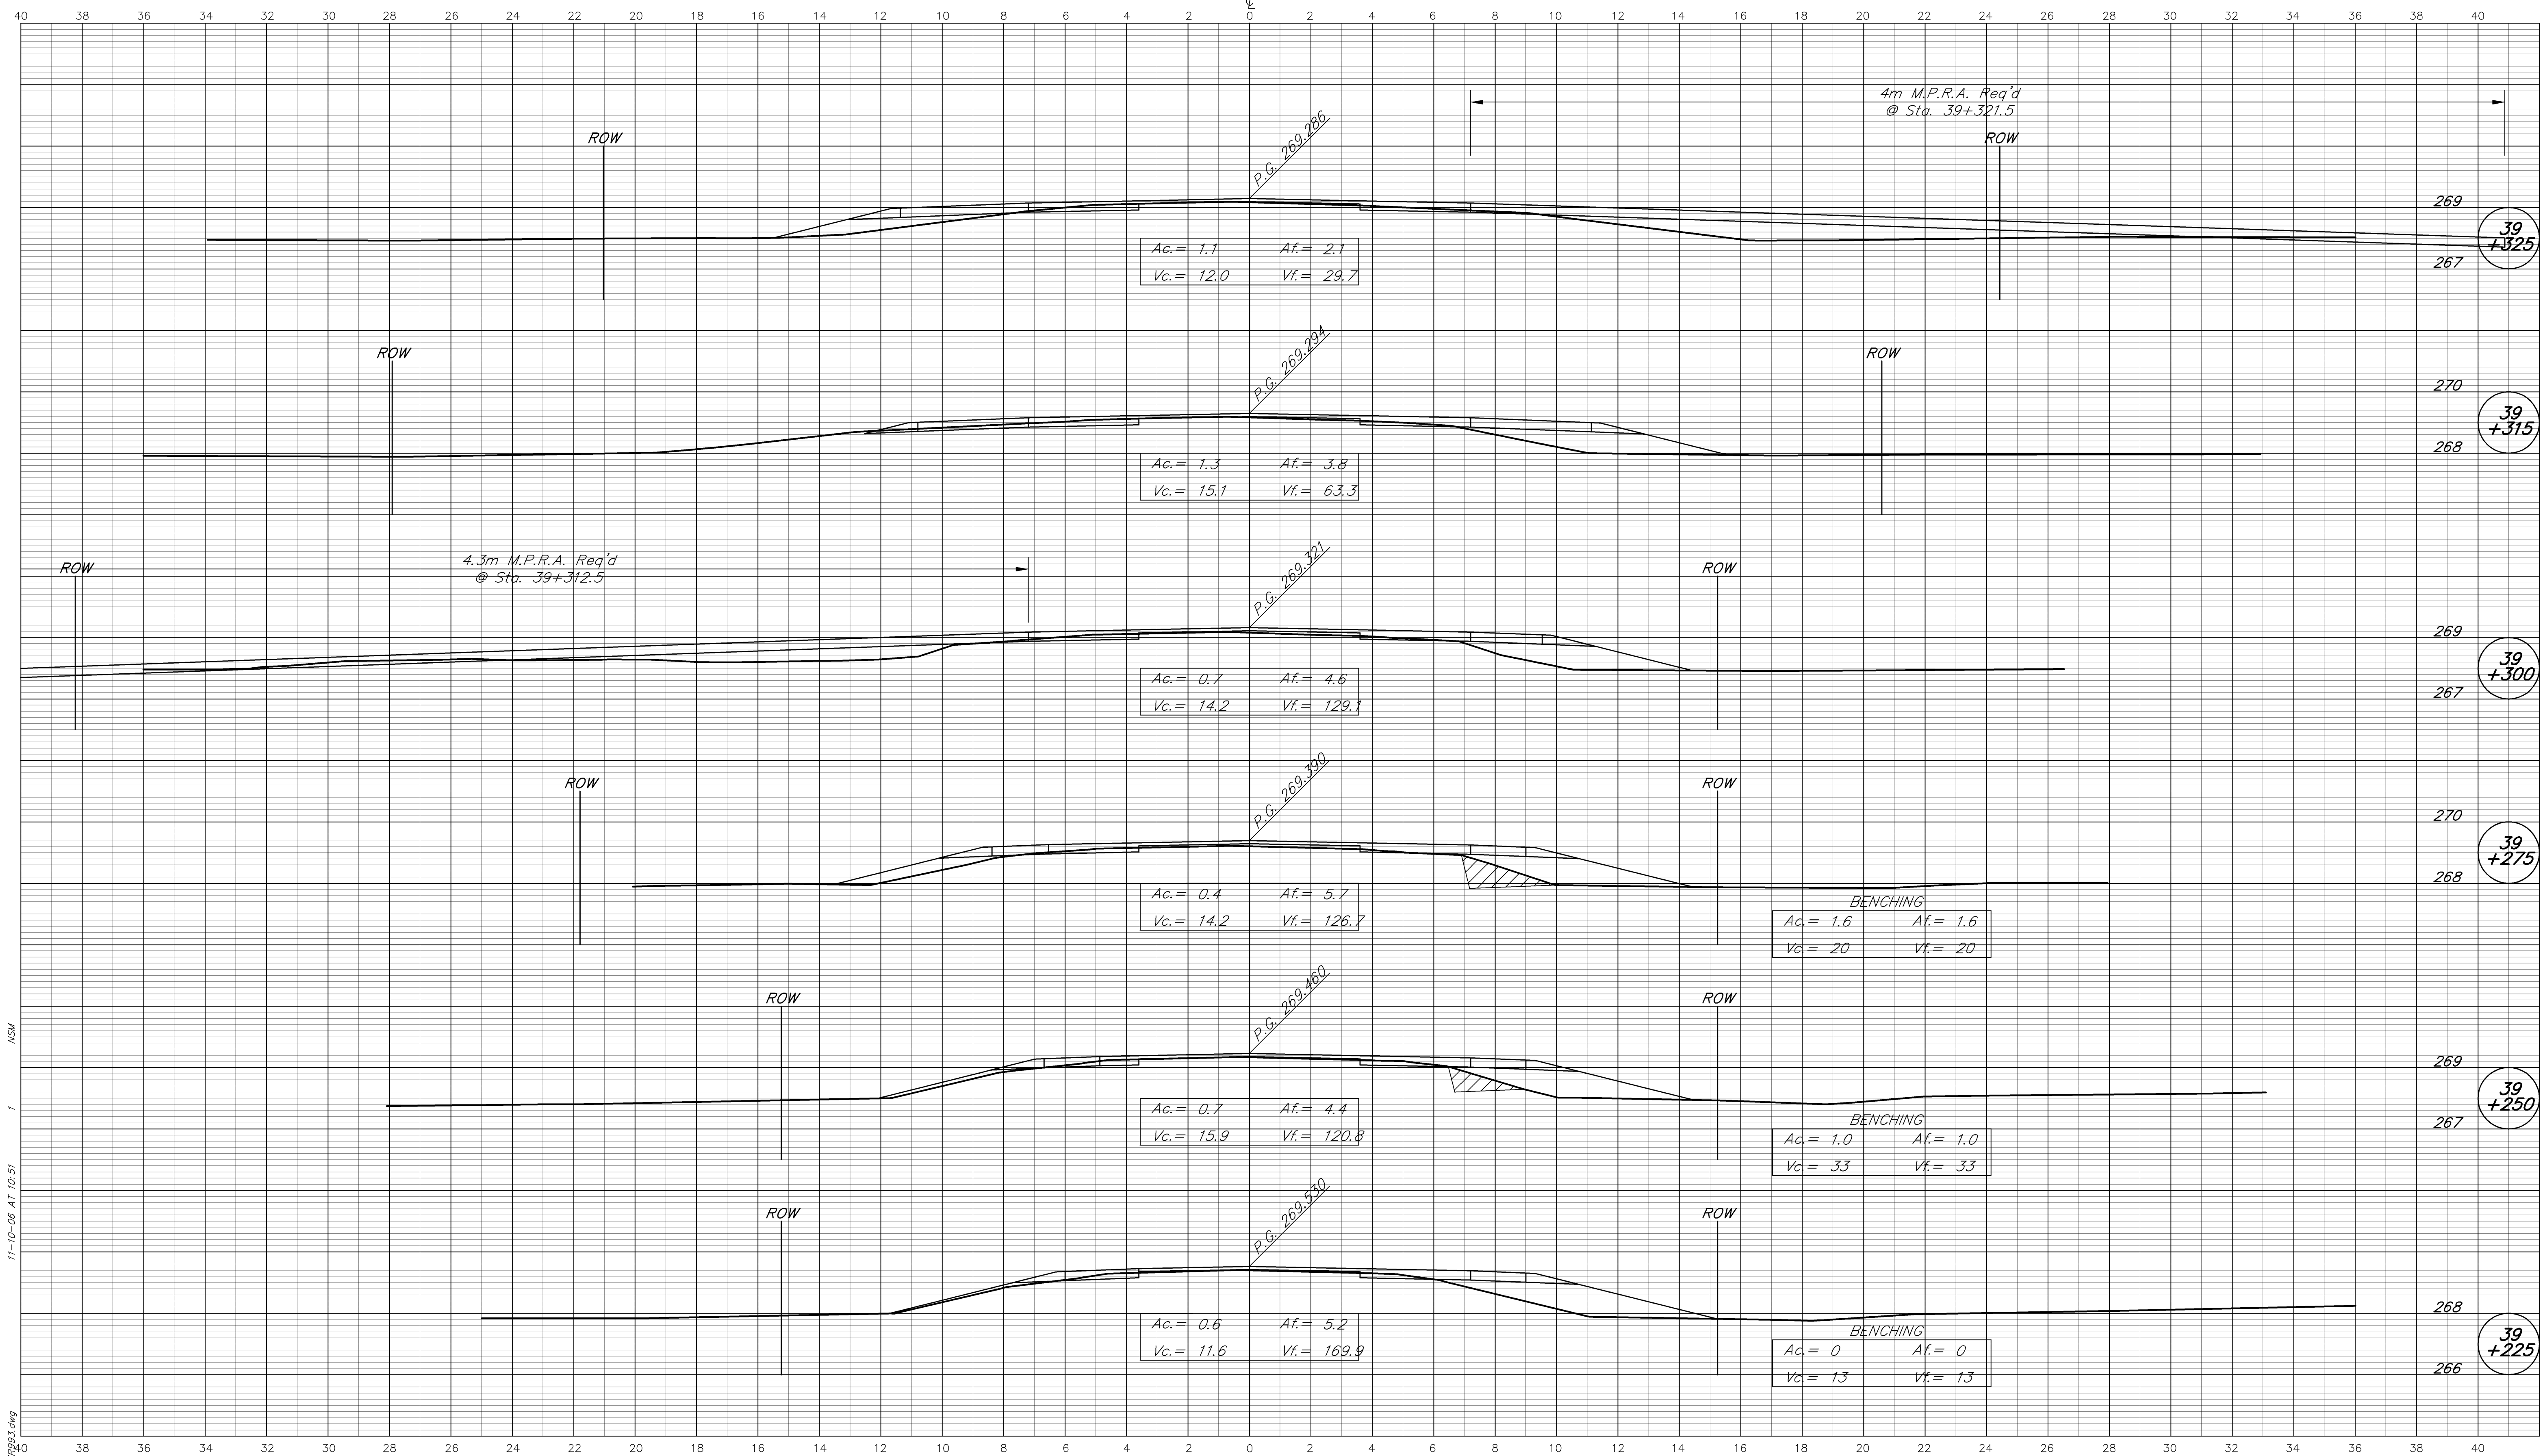 40 38 36 34 32 30 28 26 24 22 20 18 16 14 12 10 8 6 4 2 0 2 4 6 8 10 12 14 16 18 20 22 24 26 28 30 32 34 36 38 40
℄
4m M.P.R.A. Req'd
@ Sta. 39+321.5
ROW
P.G. 269.286
ROW
269
39
+325
267
Ac.= 1.1 Af.= 2.1
Vc.= 12.0 Vf.= 29.7
ROW
P.G. 269.294
ROW
270
39
+315
268
Ac.= 1.3 Af.= 3.8
Vc.= 15.1 Vf.= 63.3
4.3m M.P.R.A. Req'd
@ Sta. 39+312.5
ROW
P.G. 269.321
ROW
269
39
+300
267
Ac.= 0.7 Af.= 4.6
Vc.= 14.2 Vf.= 129.1
ROW
P.G. 269.390
ROW
270
39
+275
268
Ac.= 0.4 Af.= 5.7
Vc.= 14.2 Vf.= 126.7
BENCHING
Ac.= 1.6 Af.= 1.6
Vc.= 20 Vf.= 20
ROW
P.G. 269.460
ROW
269
39
+250
267
Ac.= 0.7 Af.= 4.4
Vc.= 15.9 Vf.= 120.8
BENCHING
Ac.= 1.0 Af.= 1.0
Vc.= 33 Vf.= 33
ROW
P.G. 269.530
ROW
268
39
+225
266
Ac.= 0.6 Af.= 5.2
Vc.= 11.6 Vf.= 169.9
BENCHING
Ac.= 0 Af.= 0
Vc.= 13 Vf.= 13
11-10-06 AT 10:51 1 NSM
40 38 36 34 32 30 28 26 24 22 20 18 16 14 12 10 8 6 4 2 0 2 4 6 8 10 12 14 16 18 20 22 24 26 28 30 32 34 36 38 40